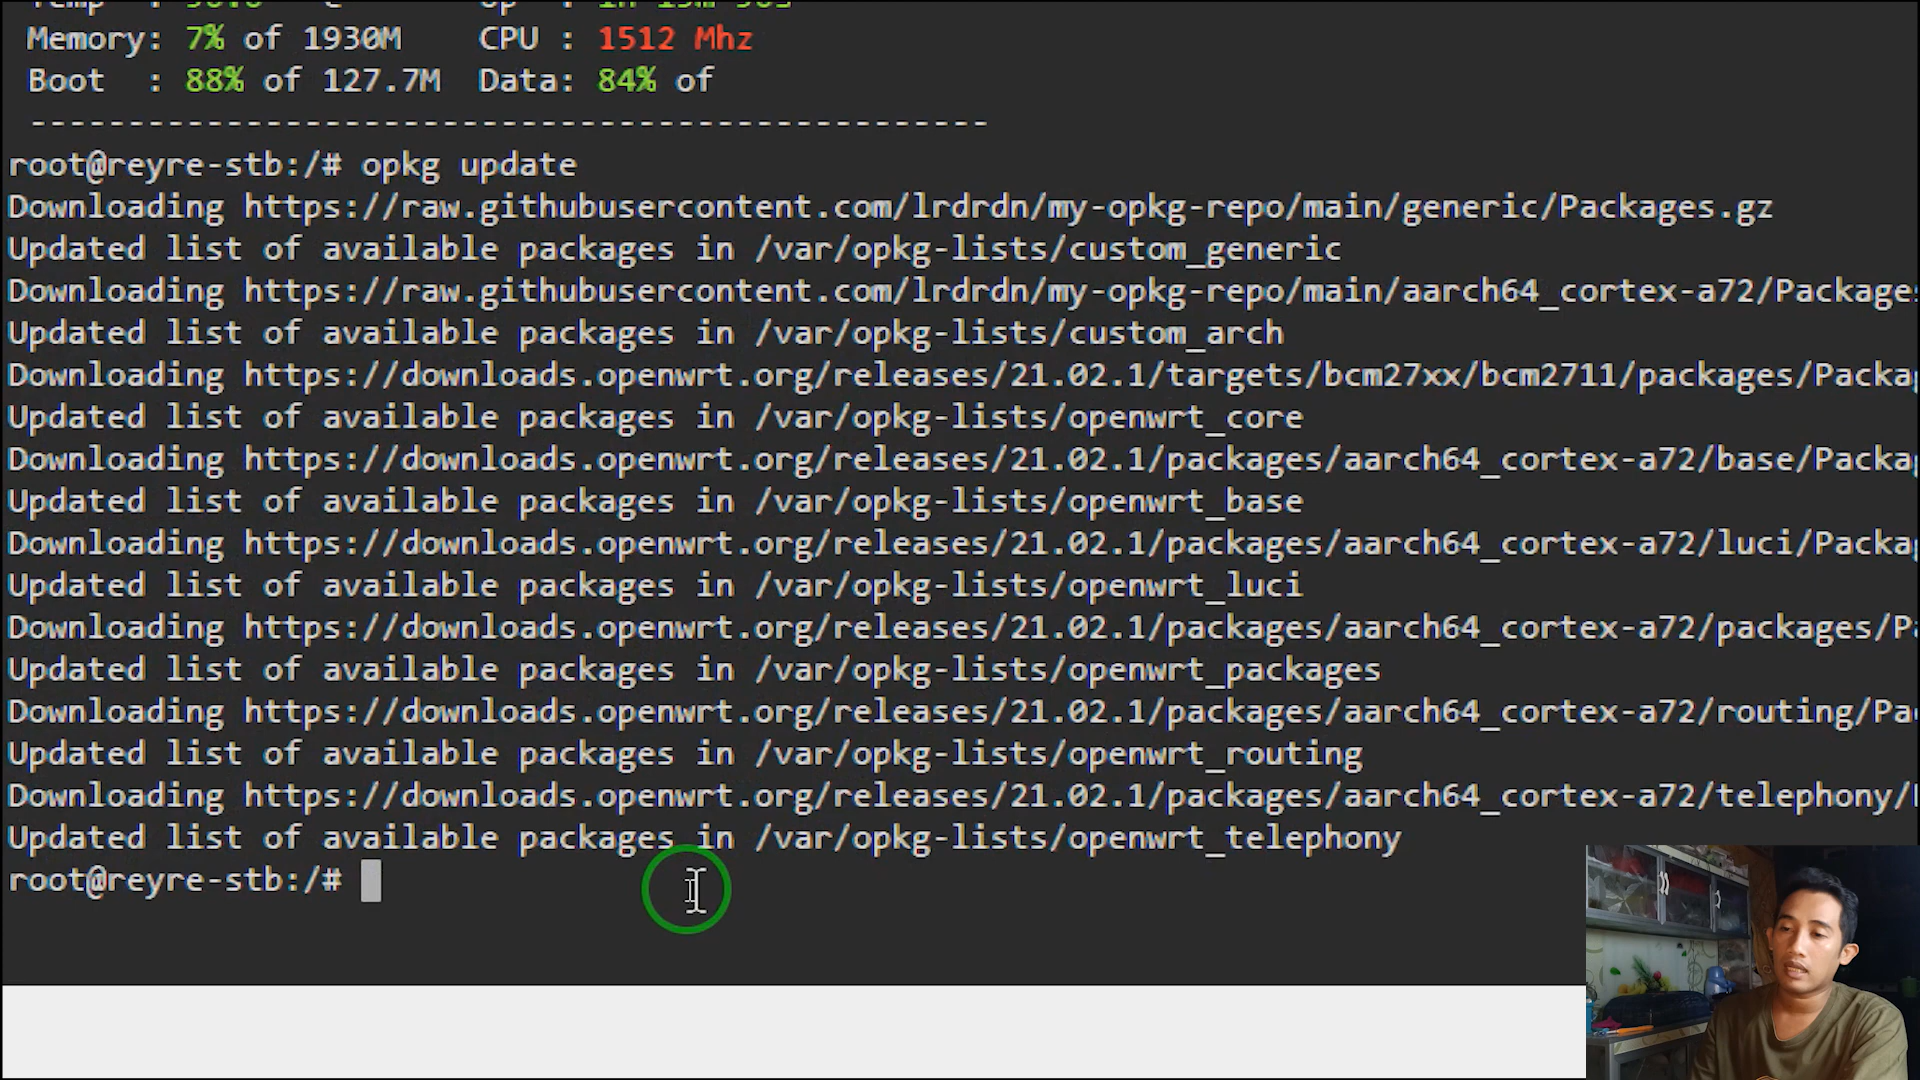 Temp : °C Up : 1h 15m
Memory: 7% of 1930M CPU : 1512 Mhz
Boot : 88% of 127.7M Data: 84% of
-------------------------------------------------
root@reyre-stb:/# opkg update
Downloading https://raw.githubusercontent.com/lrdrdn/my-opkg-repo/main/generic/Packages.gz
Updated list of available packages in /var/opkg-lists/custom_generic
Downloading https://raw.githubusercontent.com/lrdrdn/my-opkg-repo/main/aarch64_cortex-a72/Packages
Updated list of available packages in /var/opkg-lists/custom_arch
Downloading https://downloads.openwrt.org/releases/21.02.1/targets/bcm27xx/bcm2711/packages/Packag
Updated list of available packages in /var/opkg-lists/openwrt_core
Downloading https://downloads.openwrt.org/releases/21.02.1/packages/aarch64_cortex-a72/base/Packag
Updated list of available packages in /var/opkg-lists/openwrt_base
Downloading https://downloads.openwrt.org/releases/21.02.1/packages/aarch64_cortex-a72/luci/Packag
Updated list of available packages in /var/opkg-lists/openwrt_luci
Downloading https://downloads.openwrt.org/releases/21.02.1/packages/aarch64_cortex-a72/packages/Pa
Updated list of available packages in /var/opkg-lists/openwrt_packages
Downloading https://downloads.openwrt.org/releases/21.02.1/packages/aarch64_cortex-a72/routing/Pac
Updated list of available packages in /var/opkg-lists/openwrt_routing
Downloading https://downloads.openwrt.org/releases/21.02.1/packages/aarch64_cortex-a72/telephony/P
Updated list of available packages in /var/opkg-lists/openwrt_telephony
root@reyre-stb:/#